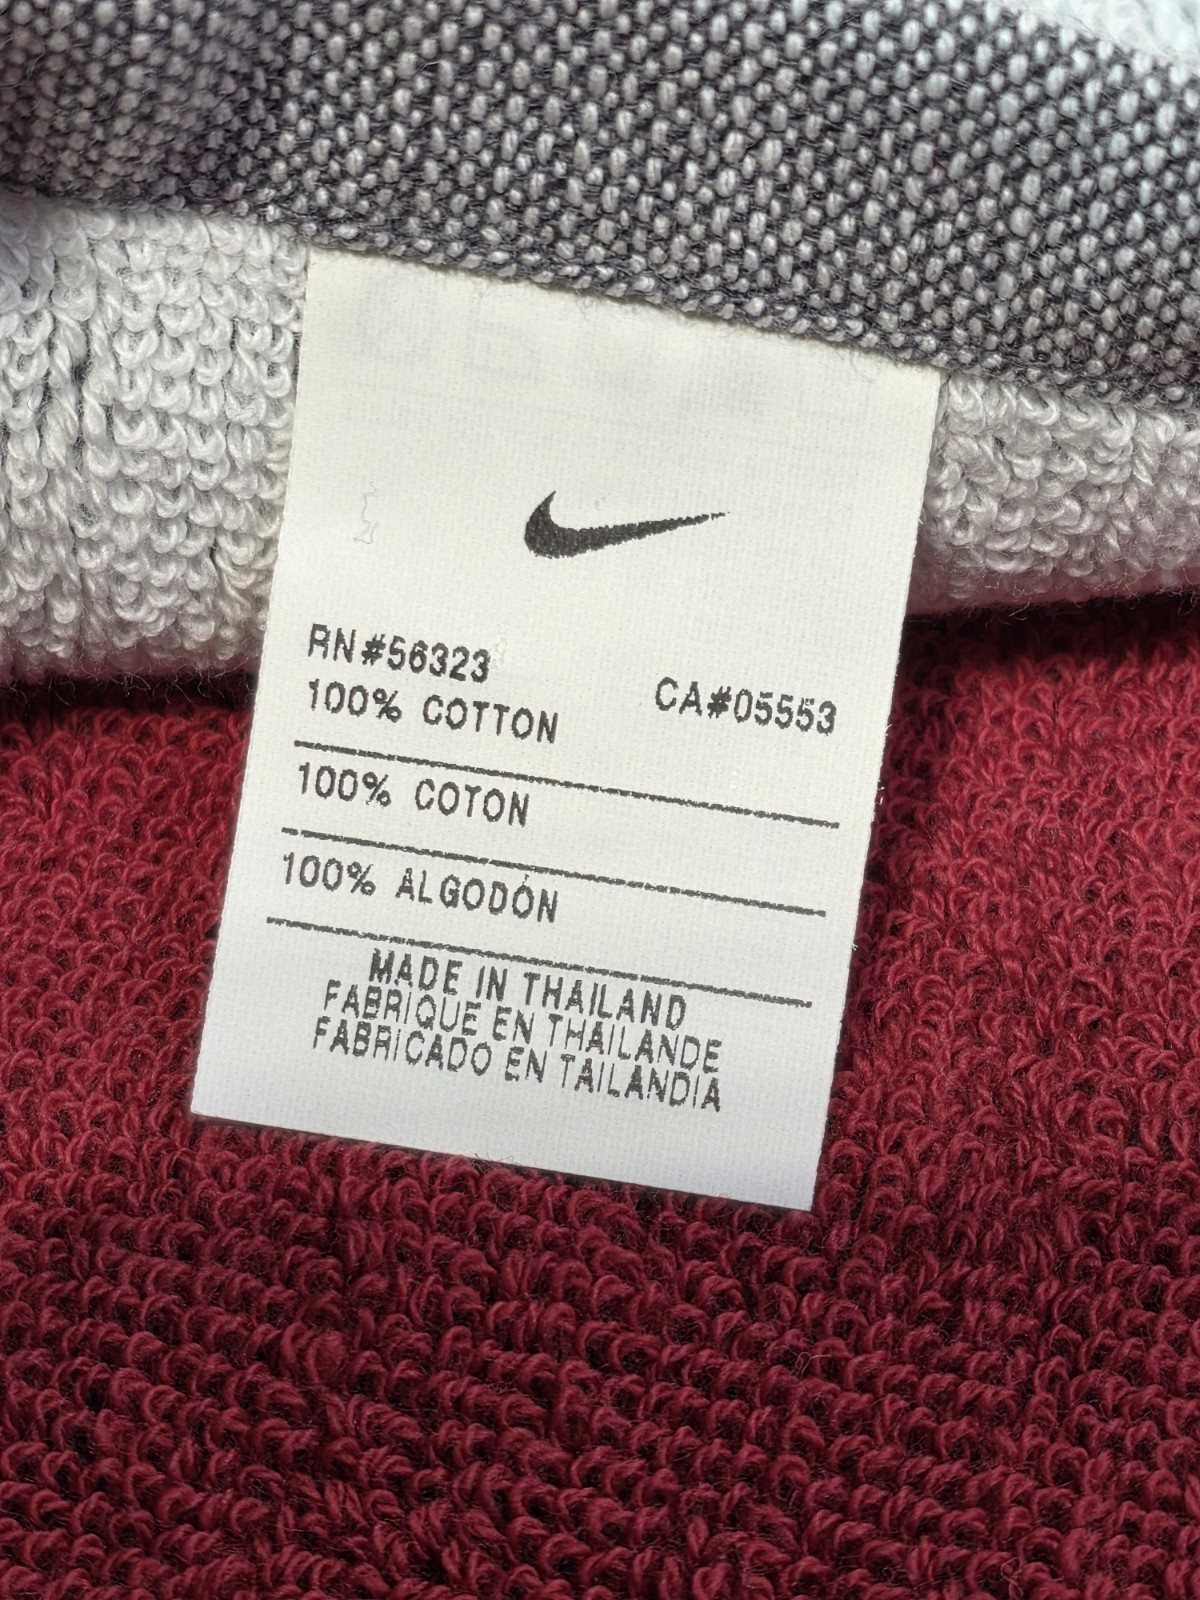 RN#56323
CA#05553
100% COTTON
100% COTON
100% ALGODÓN
MADE IN THAILAND
FABRIQUE EN THAILANDE
FABRICADO EN TAILANDIA